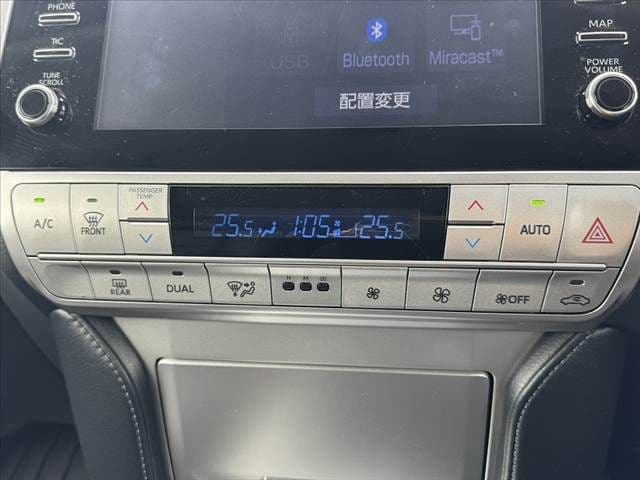 PHONE
T/C
TUNE
SCROLL
USB
Bluetooth
Miracast™
配置変更
MAP
POWER
VOLUME
A/C
FRONT
PASSENGER
TEMP
25.5
1:05
25.5
AUTO
REAR
DUAL
H M
OFF